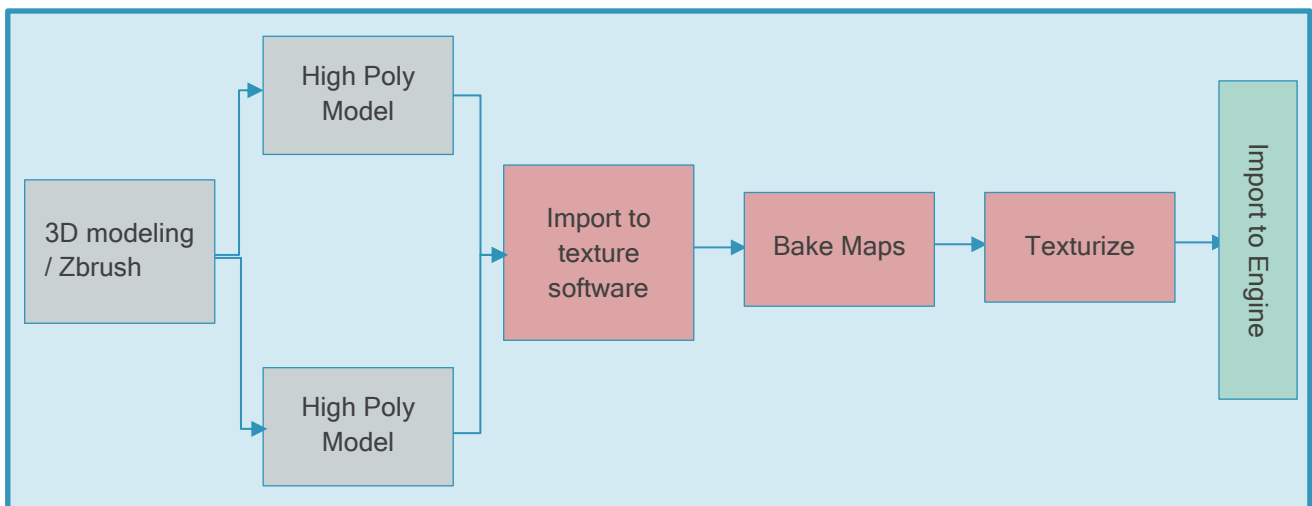 3D modeling
/ Zbrush
High Poly
Model
High Poly
Model
Import to
texture
software
Bake Maps
Texturize
Import to Engine